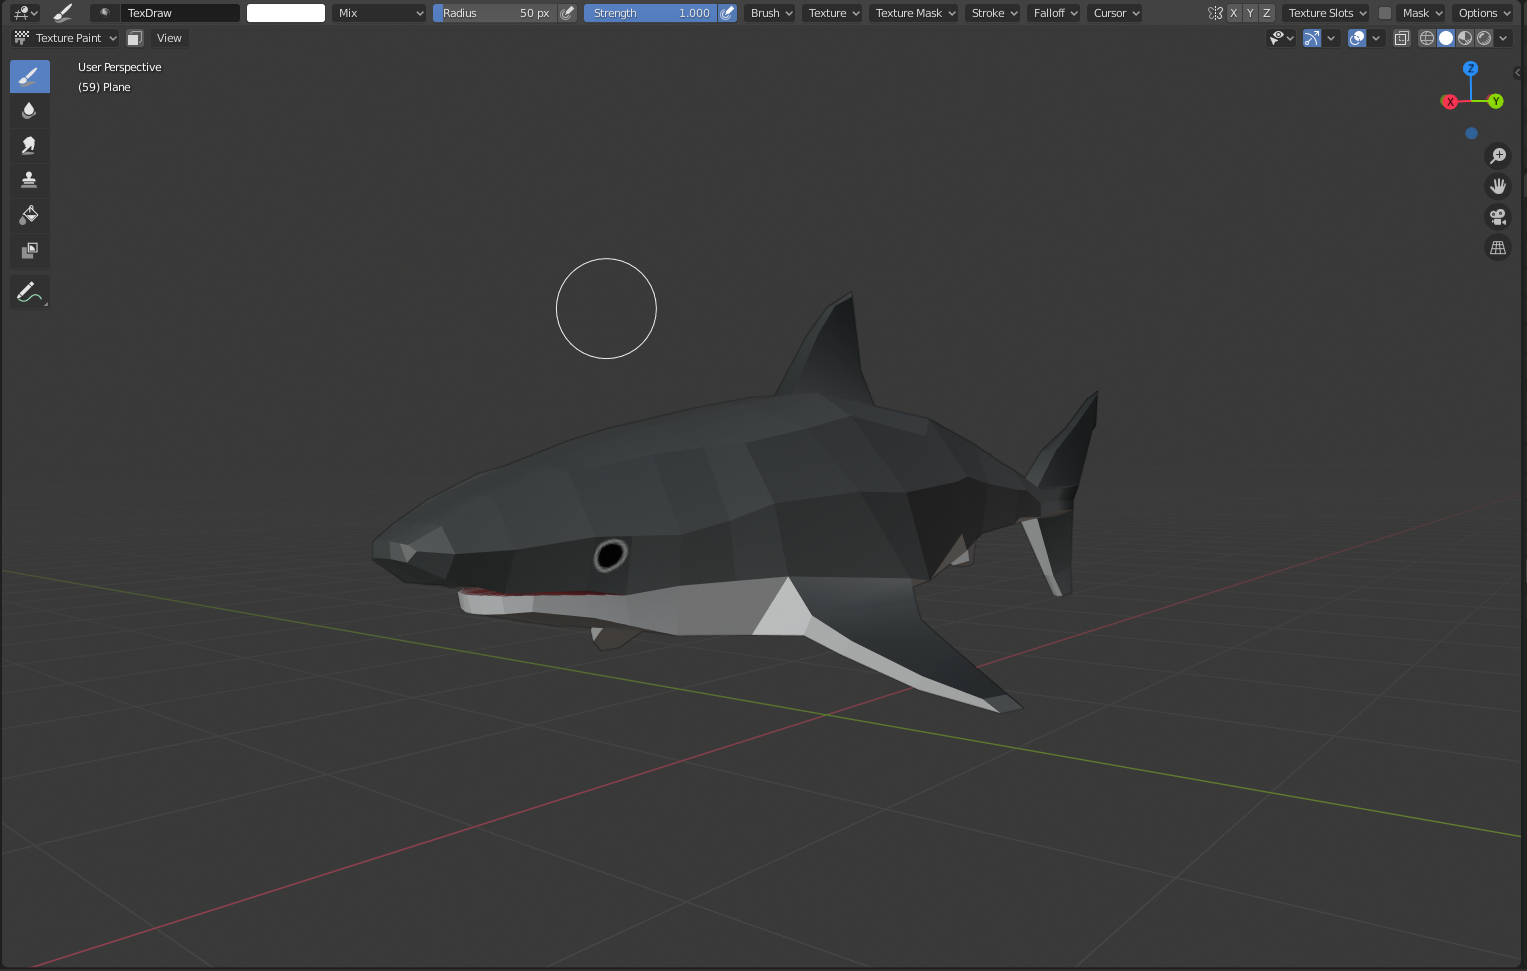 TexDraw Mix Radius 50 px Strength 1.000 Brush Texture Texture Mask Stroke Falloff Cursor X Y Z Texture Slots Mask Options
Texture Paint View
User Perspective
(59) Plane
Z
X Y